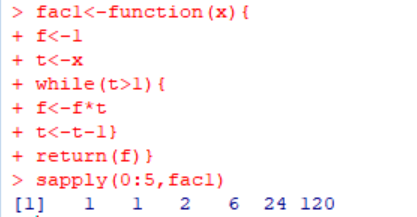 > fac1<-function(x){
+ f<-1
+ t<-x
+ while(t>1){
+ f<-f*t
+ t<-t-1}
+ return(f)}
> sapply(0:5,fac1)
[1]   1   1   2   6  24 120